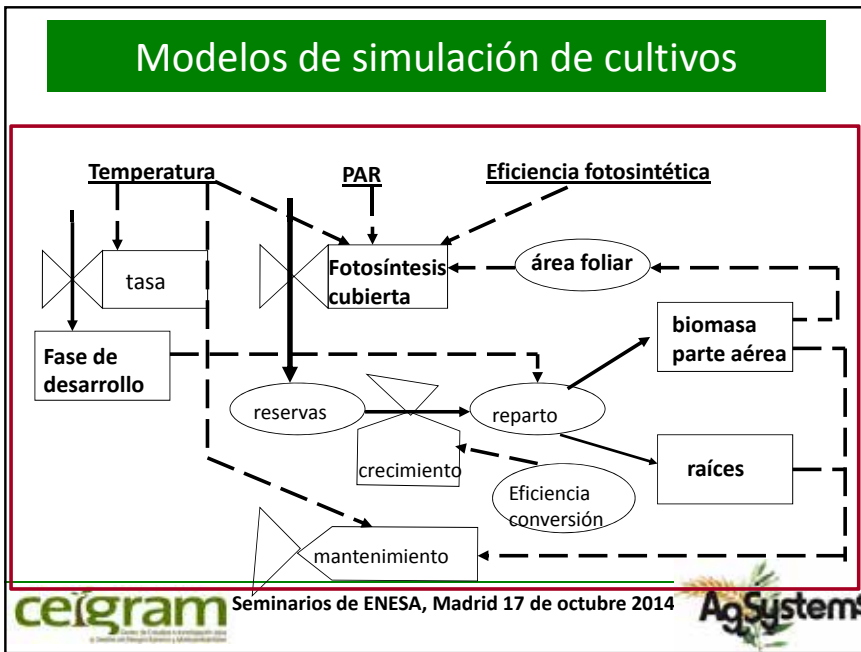 Modelos de simulación de cultivos
Temperatura
PAR
Eficiencia fotosintética
tasa
Fotosíntesis
cubierta
área foliar
Fase de
desarrollo
biomasa
parte aérea
reservas
reparto
crecimiento
Eficiencia
conversión
raíces
mantenimiento
ceigram
Seminarios de ENESA, Madrid 17 de octubre 2014
AgSystems